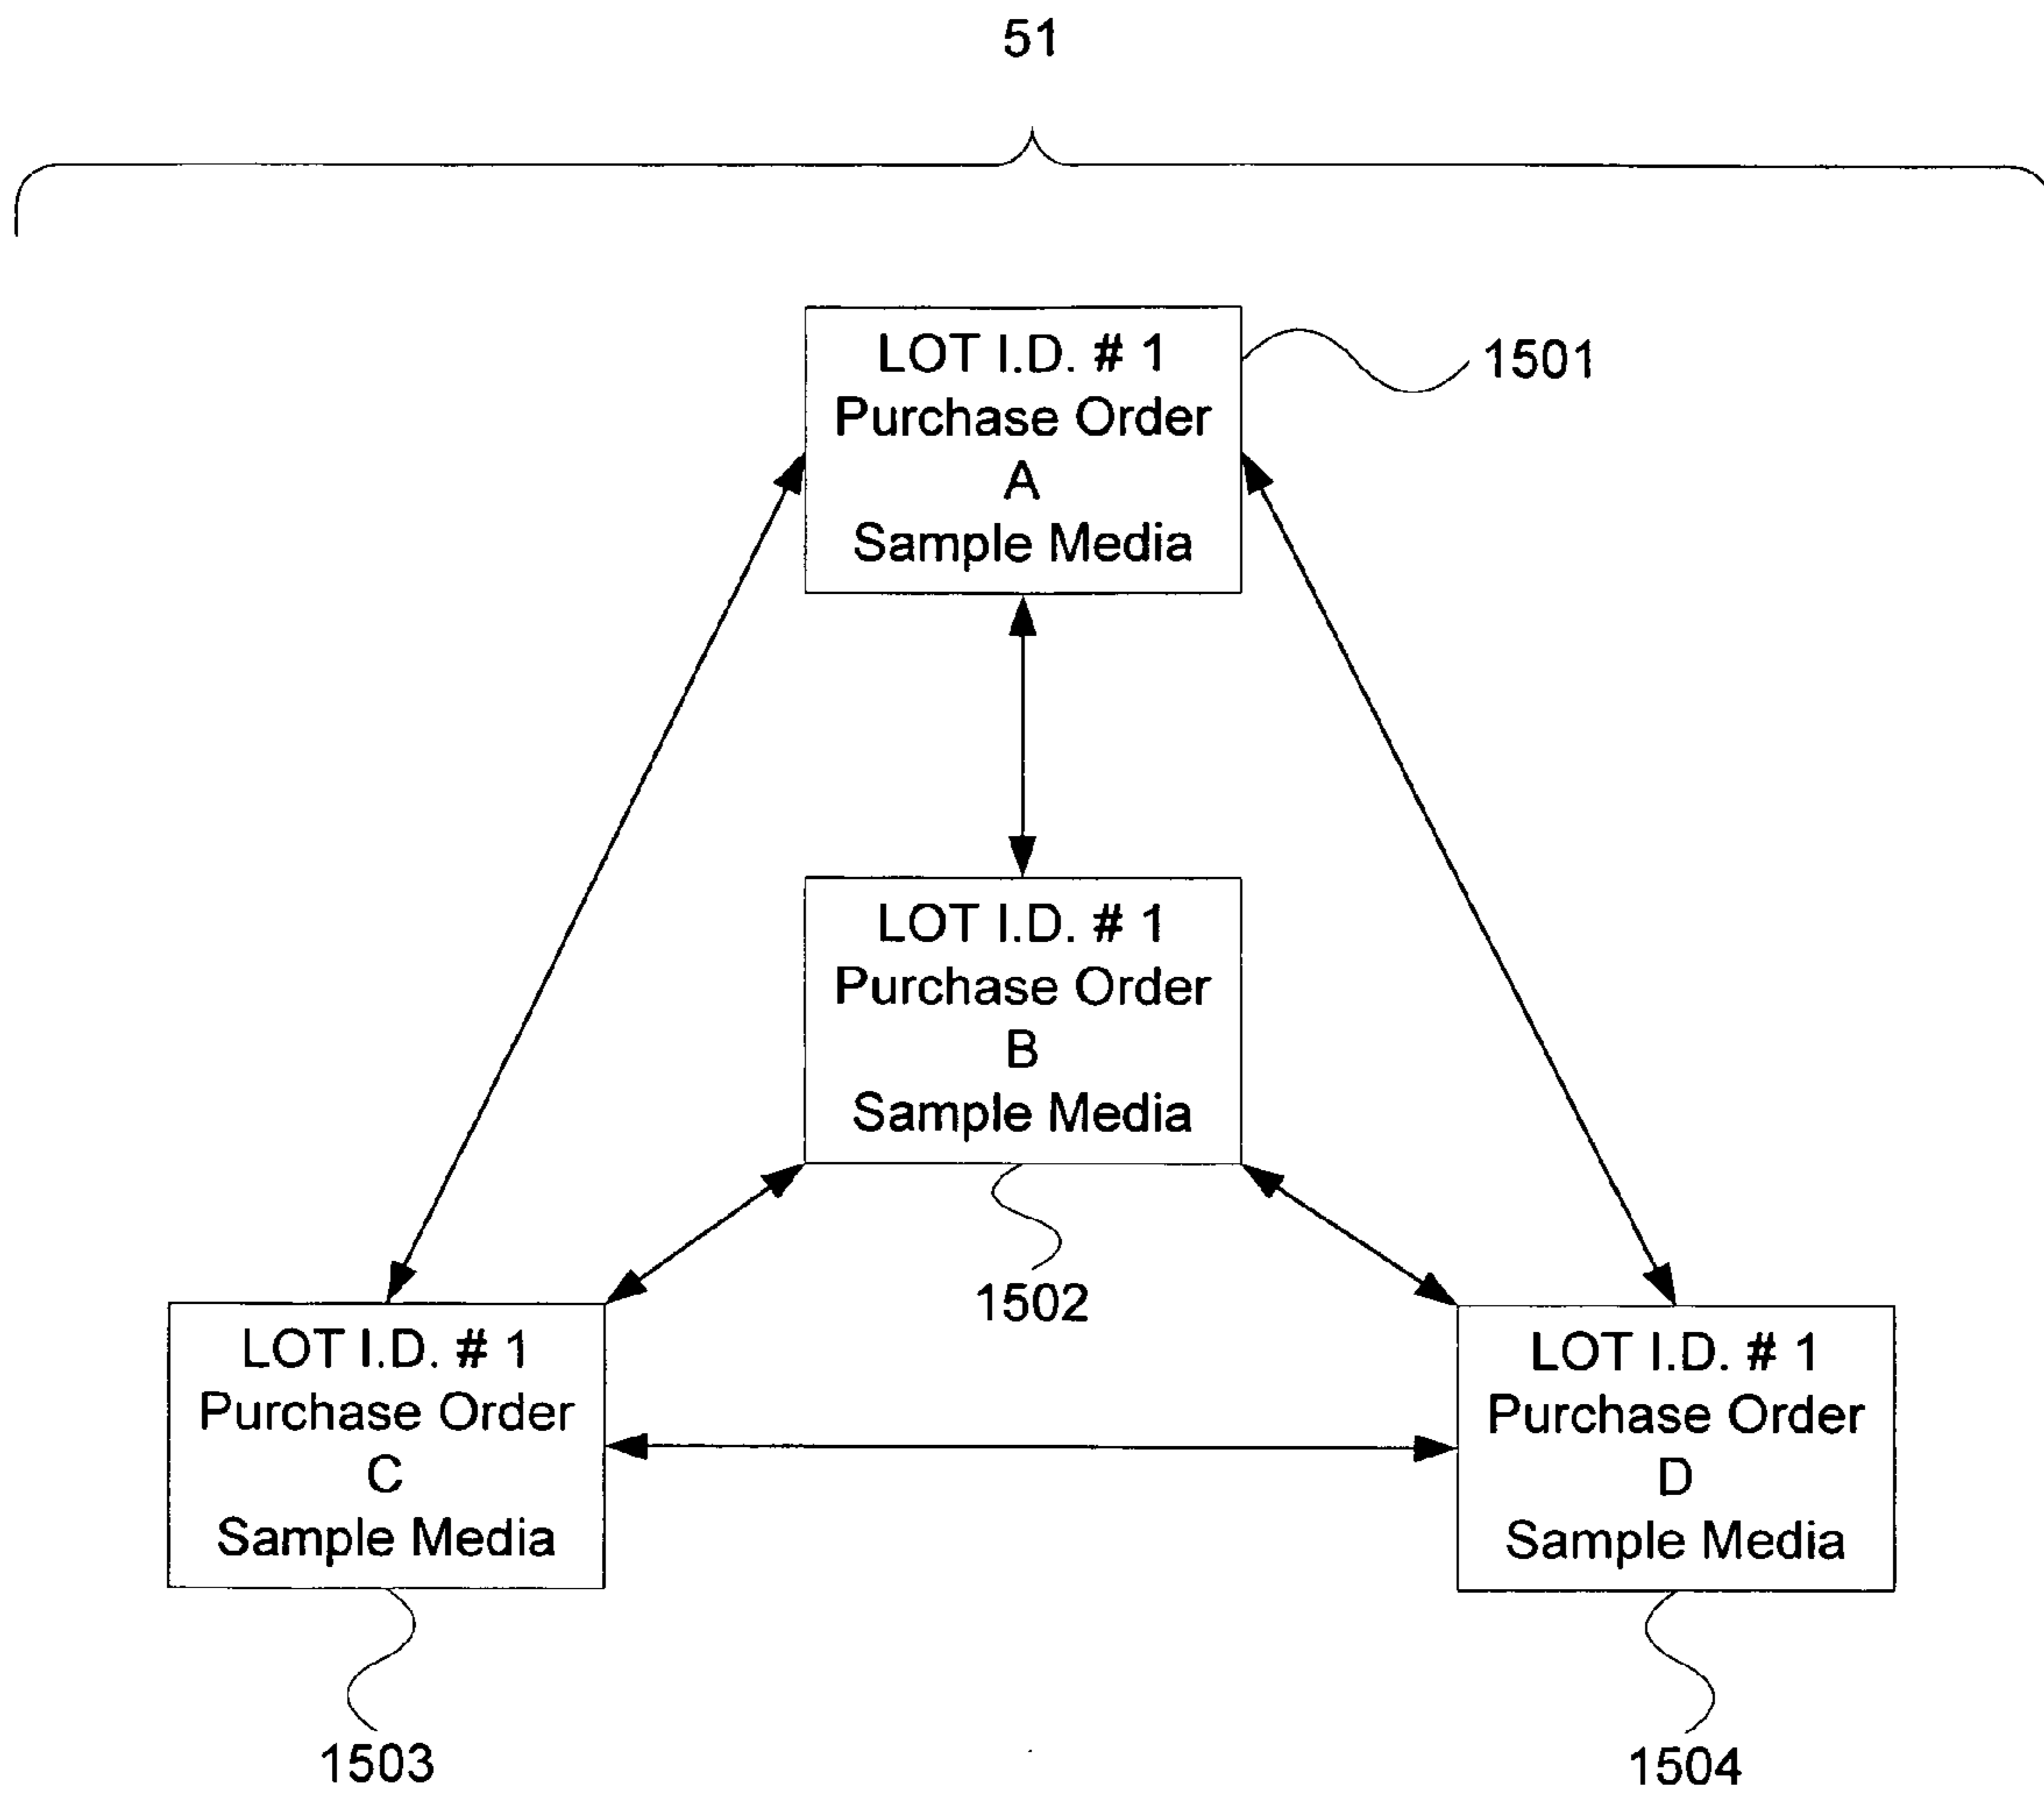 51
LOT I.D. # 1
Purchase Order
A
Sample Media
1501
LOT I.D. # 1
Purchase Order
B
Sample Media
1502
LOT I.D. # 1
Purchase Order
C
Sample Media
1503
LOT I.D. # 1
Purchase Order
D
Sample Media
1504